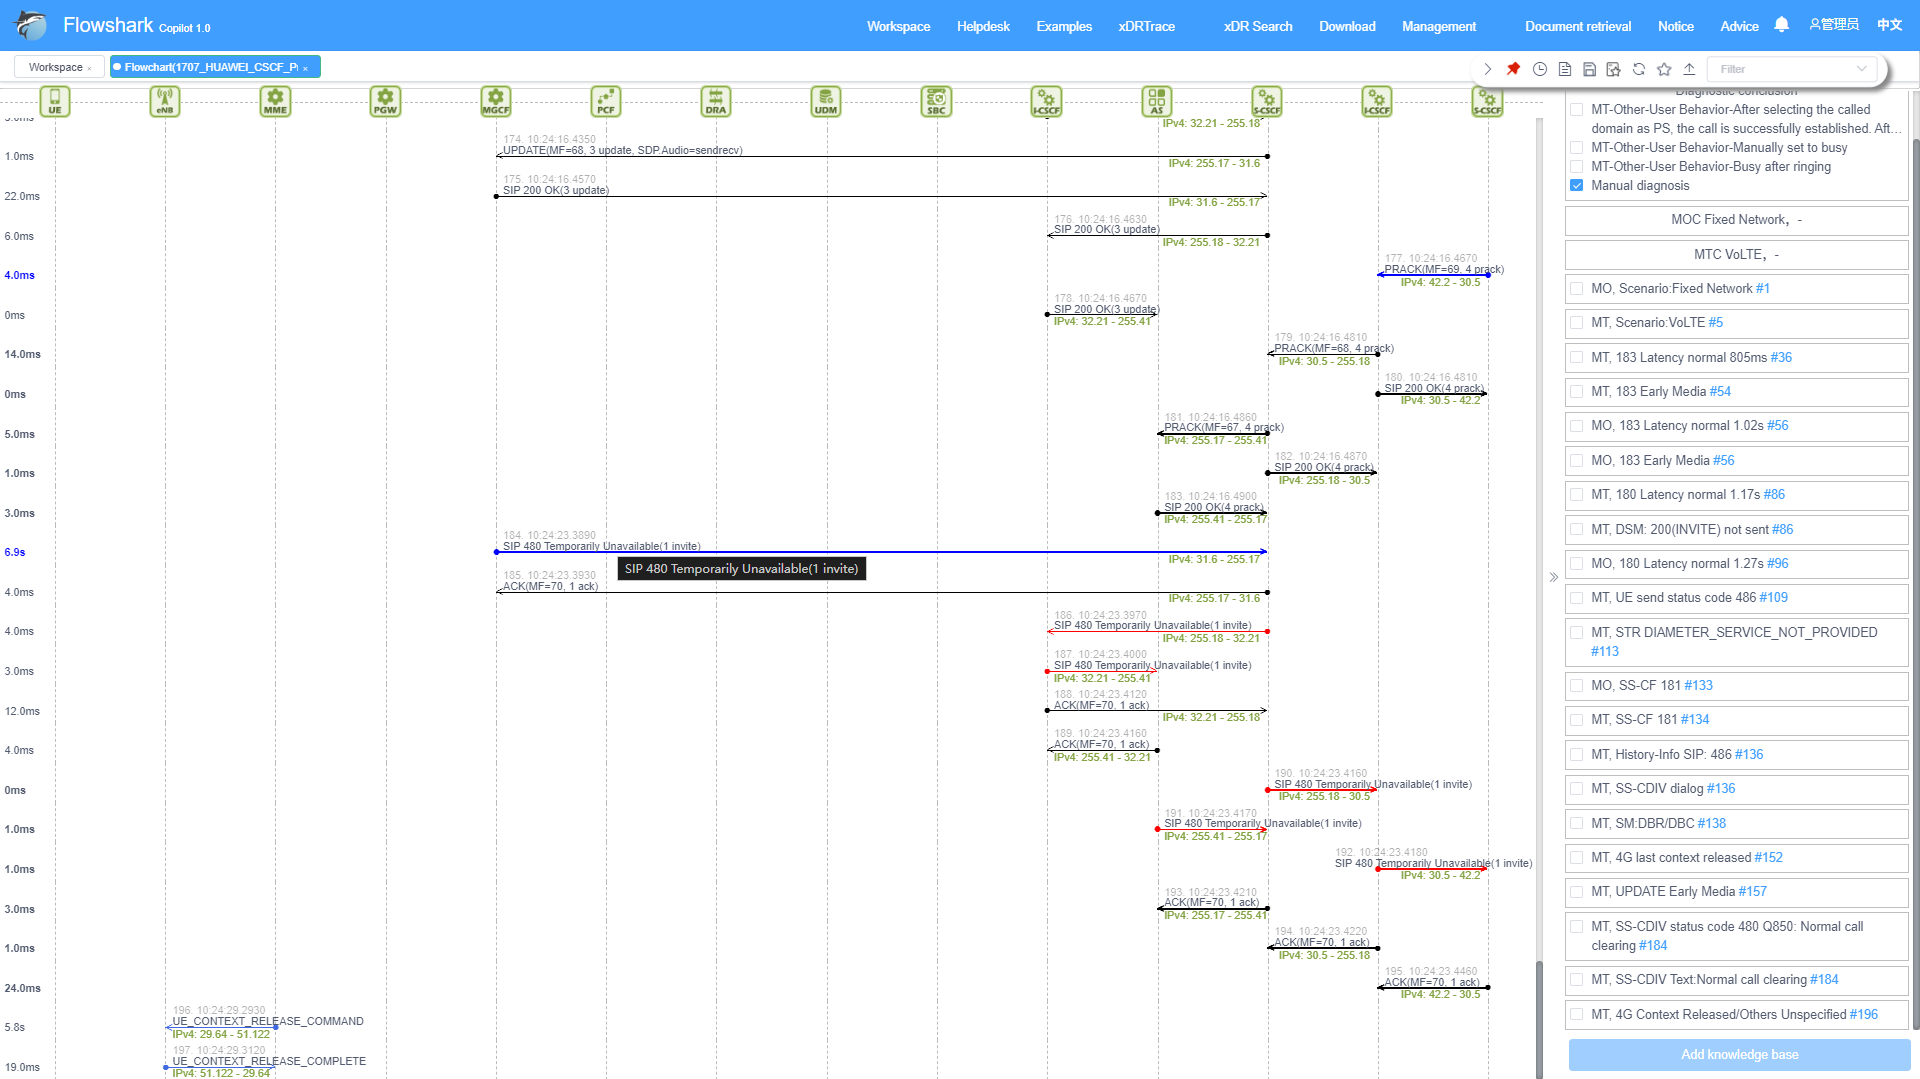 Flowshark Copilot 1.0
Workspace Helpdesk Examples xDRTrace xDR Search Download Management Document retrieval Notice Advice 管理员 中文
Workspace ×
Flowchart(1707_HUAWEI_CSCF_P( ×
Filter
UE eNB MME PGW MGCF PCF DRA UDM SBC I-CSCF AS S-CSCF I-CSCF S-CSCF
IPv4: 32.21 - 255.18
174. 10:24:16.4350
1.0ms
UPDATE(MF=68, 3 update, SDP.Audio=sendrecv)
IPv4: 255.17 - 31.6
175. 10:24:16.4570
22.0ms
SIP 200 OK(3 update)
IPv4: 31.6 - 255.17
176. 10:24:16.4630
6.0ms
SIP 200 OK(3 update)
IPv4: 255.18 - 32.21
177. 10:24:16.4670
4.0ms
PRACK(MF=69, 4 prack)
IPv4: 42.2 - 30.5
178. 10:24:16.4670
0ms
SIP 200 OK(3 update)
IPv4: 32.21 - 255.41
179. 10:24:16.4810
14.0ms
PRACK(MF=68, 4 prack)
IPv4: 30.5 - 255.18
180. 10:24:16.4810
0ms
SIP 200 OK(4 prack)
IPv4: 30.5 - 42.2
181. 10:24:16.4860
5.0ms
PRACK(MF=67, 4 prack)
IPv4: 255.17 - 255.41
182. 10:24:16.4870
1.0ms
SIP 200 OK(4 prack)
IPv4: 255.18 - 30.5
183. 10:24:16.4900
3.0ms
SIP 200 OK(4 prack)
IPv4: 255.41 - 255.17
184. 10:24:23.3890
6.9s
SIP 480 Temporarily Unavailable(1 invite)
IPv4: 31.6 - 255.17
SIP 480 Temporarily Unavailable(1 invite)
185. 10:24:23.3930
4.0ms
ACK(MF=70, 1 ack)
IPv4: 255.17 - 31.6
186. 10:24:23.3970
4.0ms
SIP 480 Temporarily Unavailable(1 invite)
IPv4: 255.18 - 32.21
187. 10:24:23.4000
3.0ms
SIP 480 Temporarily Unavailable(1 invite)
IPv4: 32.21 - 255.41
188. 10:24:23.4120
12.0ms
ACK(MF=70, 1 ack)
IPv4: 32.21 - 255.18
189. 10:24:23.4160
4.0ms
ACK(MF=70, 1 ack)
IPv4: 255.41 - 32.21
190. 10:24:23.4160
0ms
SIP 480 Temporarily Unavailable(1 invite)
IPv4: 255.18 - 30.5
191. 10:24:23.4170
1.0ms
SIP 480 Temporarily Unavailable(1 invite)
IPv4: 255.41 - 255.17
192. 10:24:23.4180
1.0ms
SIP 480 Temporarily Unavailable(1 invite)
IPv4: 30.5 - 42.2
193. 10:24:23.4210
3.0ms
ACK(MF=70, 1 ack)
IPv4: 255.17 - 255.41
194. 10:24:23.4220
1.0ms
ACK(MF=70, 1 ack)
IPv4: 30.5 - 255.18
195. 10:24:23.4460
24.0ms
ACK(MF=70, 1 ack)
IPv4: 42.2 - 30.5
196. 10:24:29.2930
5.8s
UE_CONTEXT_RELEASE_COMMAND
IPv4: 29.64 - 51.122
197. 10:24:29.3120
19.0ms
UE_CONTEXT_RELEASE_COMPLETE
IPv4: 51.122 - 29.64
Diagnostic conclusion
MT-Other-User Behavior-After selecting the called
domain as PS, the call is successfully established. Aft...
MT-Other-User Behavior-Manually set to busy
MT-Other-User Behavior-Busy after ringing
Manual diagnosis
MOC Fixed Network，-
MTC VoLTE，-
MO, Scenario:Fixed Network #1
MT, Scenario:VoLTE #5
MT, 183 Latency normal 805ms #36
MT, 183 Early Media #54
MO, 183 Latency normal 1.02s #56
MO, 183 Early Media #56
MT, 180 Latency normal 1.17s #86
MT, DSM: 200(INVITE) not sent #86
MO, 180 Latency normal 1.27s #96
MT, UE send status code 486 #109
MT, STR DIAMETER_SERVICE_NOT_PROVIDED
#113
MO, SS-CF 181 #133
MT, SS-CF 181 #134
MT, History-Info SIP: 486 #136
MT, SS-CDIV dialog #136
MT, SM:DBR/DBC #138
MT, 4G last context released #152
MT, UPDATE Early Media #157
MT, SS-CDIV status code 480 Q850: Normal call
clearing #184
MT, SS-CDIV Text:Normal call clearing #184
MT, 4G Context Released/Others Unspecified #196
Add knowledge base